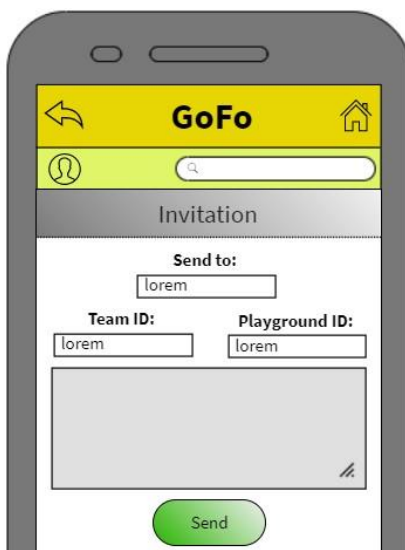 GoFo
Invitation
Send to:
lorem
Team ID:
Playground ID:
lorem
lorem
Send